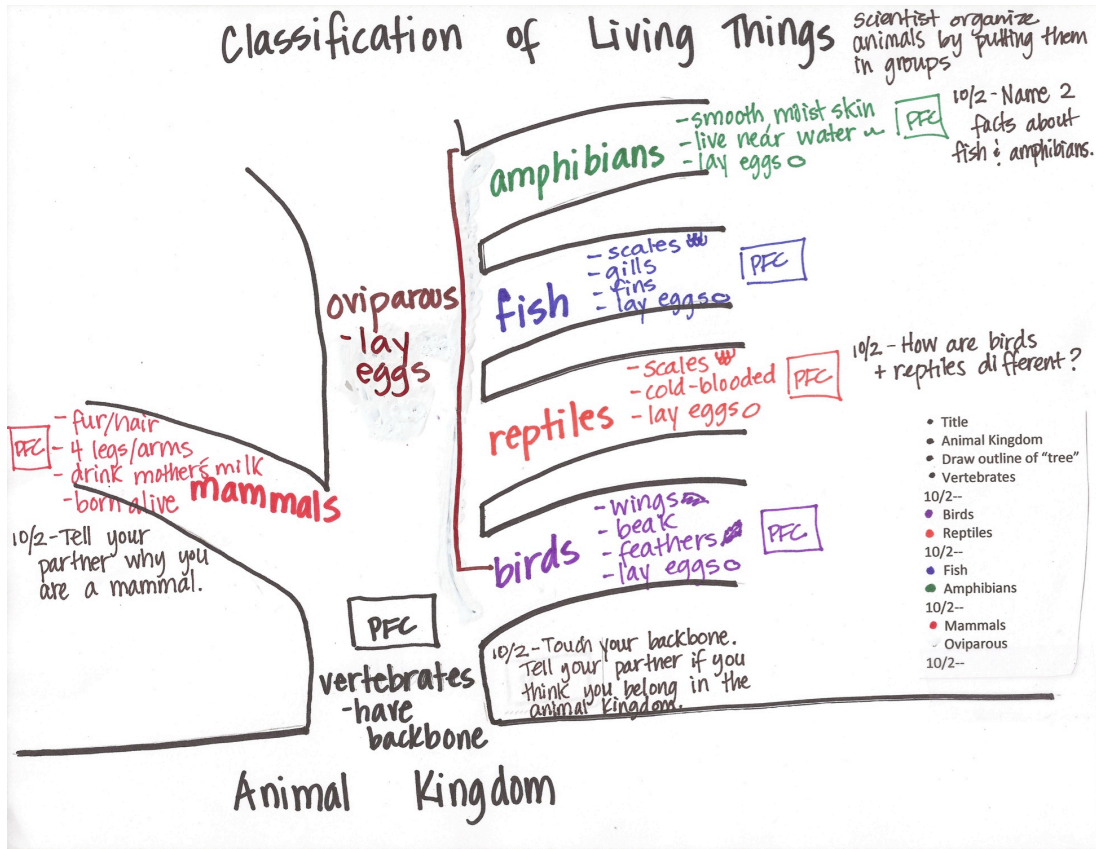 Classification of Living Things
scientist organize
animals by putting them
in groups
amphibians
-smooth moist skin
-live near water
-lay eggs
PFC
10/2-Name 2
facts about
fish & amphibians.
fish
-scales
-gills
-fins
-lay eggs
PFC
oviparous
-lay
eggs
reptiles
-scales
-cold-blooded
-lay eggs
PFC
10/2-How are birds
+ reptiles different?
PFC
-fur/hair
-4 legs/arms
-drink mother's milk
-born alive
mammals
10/2-Tell your
partner why you
are a mammal.
birds
-wings
-beak
-feathers
-lay eggs
PFC
• Title
• Animal Kingdom
• Draw outline of “tree”
• Vertebrates
10/2--
• Birds
• Reptiles
10/2--
• Fish
• Amphibians
10/2--
• Mammals
Oviparous
10/2--
PFC
vertebrates
-have
backbone
10/2-Touch your backbone.
Tell your partner if you
think you belong in the
animal kingdom.
Animal Kingdom